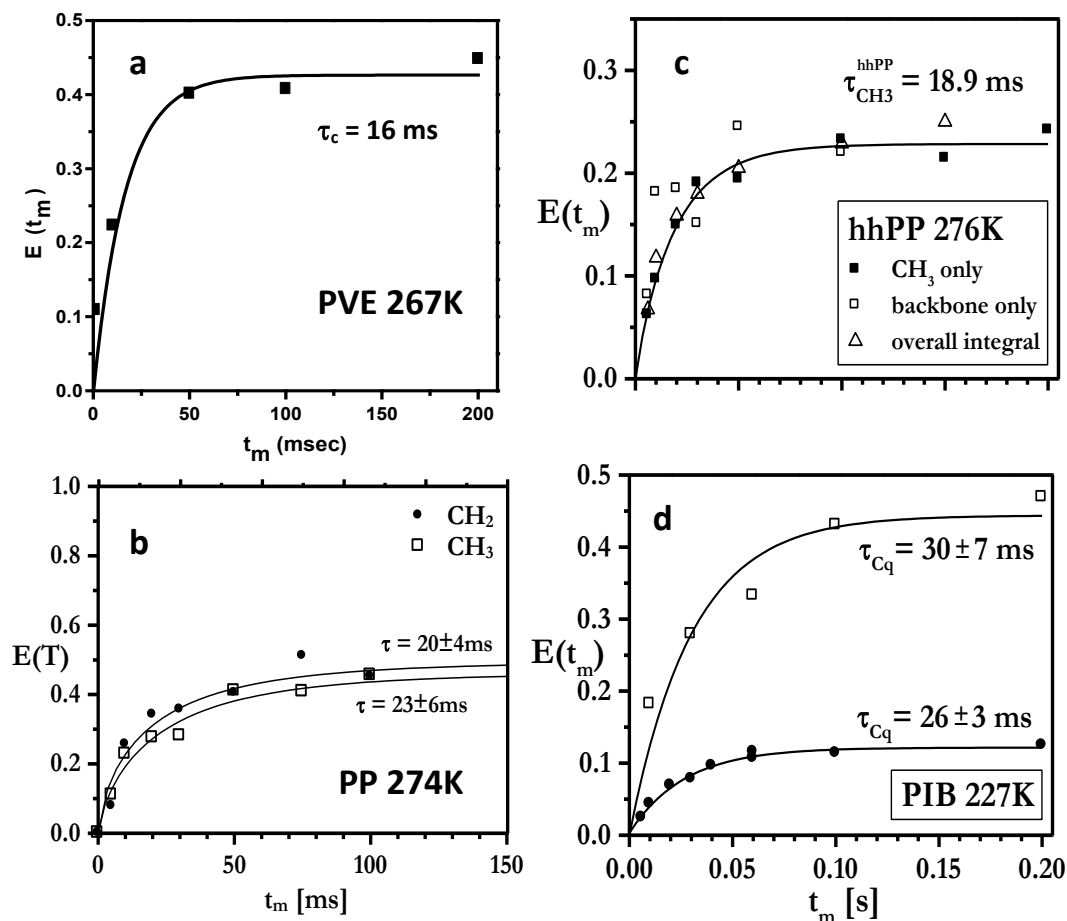 a
0.5
0.4
0.3
0.2
0.1
0.0
E (tm)
τc = 16 ms
PVE 267K
0 50 100 150 200
tm (msec)
c
τCH3hhPP = 18.9 ms
0.3
0.2
0.1
0
E(tm)
hhPP 276K
CH3 only
backbone only
overall integral
b
1.0
0.8
0.6
0.4
0.2
0.0
E(T)
CH2
CH3
τ = 20±4ms
τ = 23±6ms
PP 274K
0 50 100 150
tm [ms]
d
0.5
0.4
0.3
0.2
0.1
0.0
E(tm)
τCq = 30±7 ms
τCq = 26±3 ms
PIB 227K
0.00 0.05 0.10 0.15 0.20
tm [s]